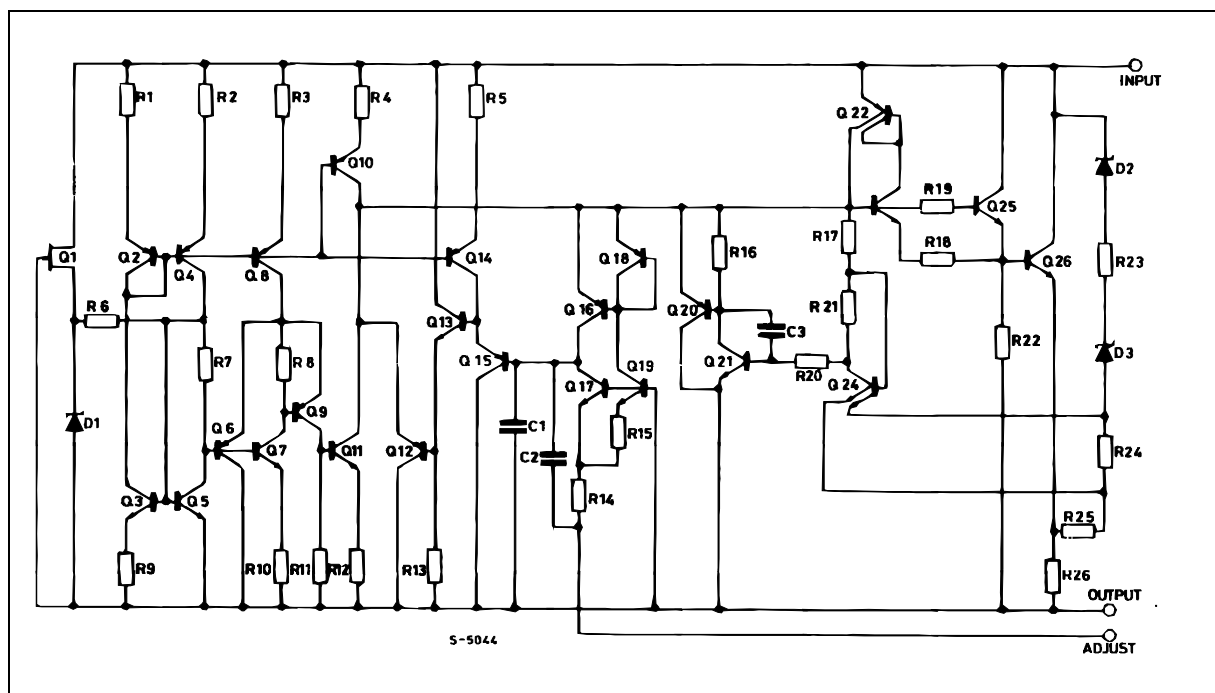 INPUT
R1
R2
R3
R4
R5
Q22
D2
Q10
R19
Q25
R17
R18
Q1
Q2
Q4
Q8
Q14
Q18
R16
Q26
R23
R6
R21
Q16
Q20
Q13
C3
R7
R8
Q15
Q21
R20
Q24
R22
D3
Q17
Q19
D1
Q6
Q9
Q7
Q11
Q12
C1
C2
R15
R24
Q3
Q5
R14
R25
R9
R10
R11
R12
R13
R26
OUTPUT
S-5044
ADJUST